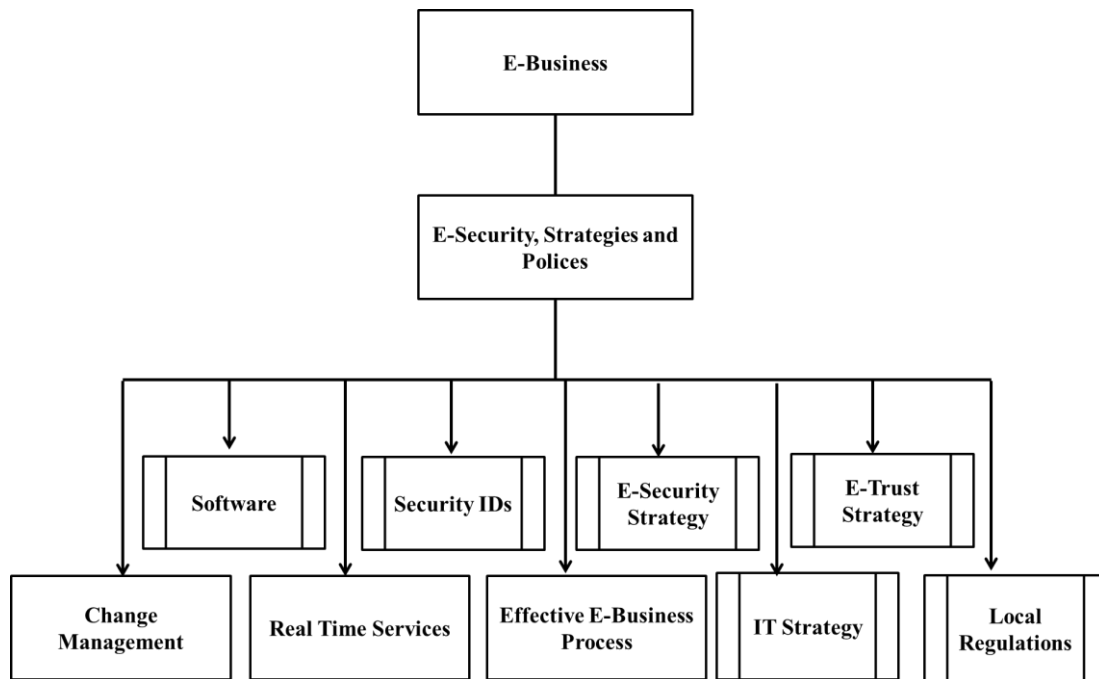 E-Business
E-Security, Strategies and
Polices
Software
Security IDs
E-Security
Strategy
E-Trust
Strategy
Change
Management
Real Time Services
Effective E-Business
Process
IT Strategy
Local
Regulations